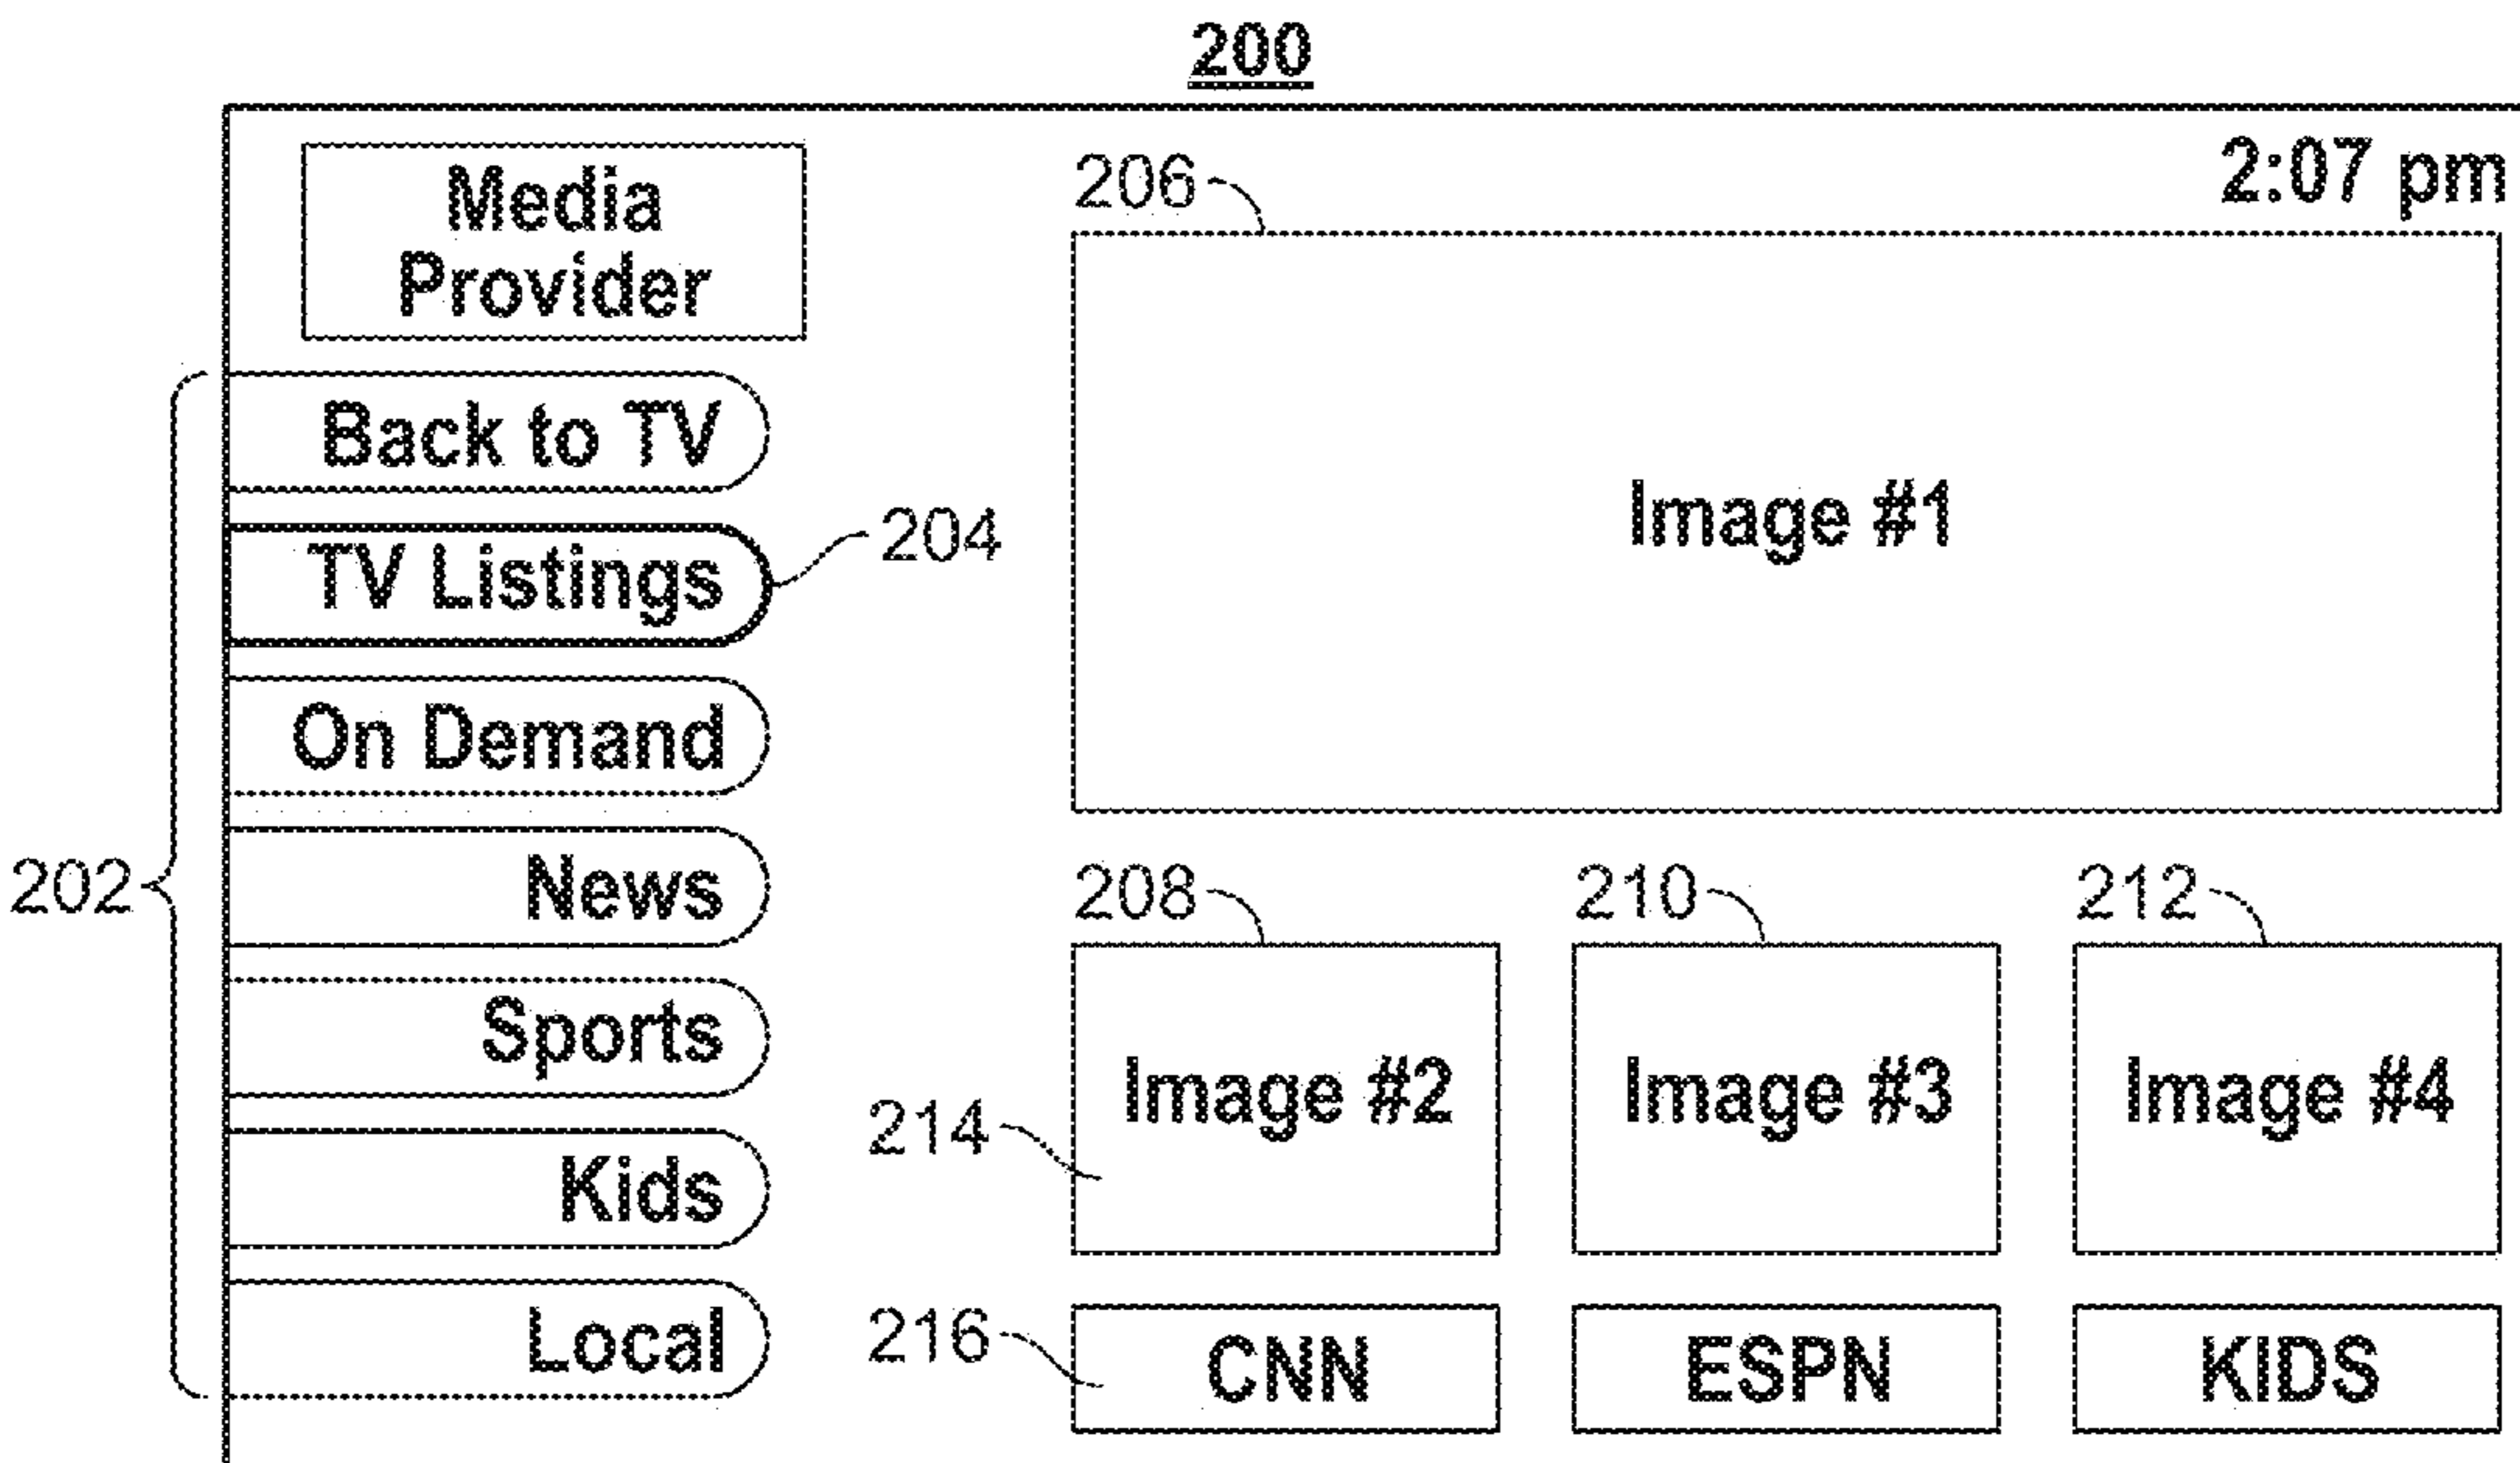 200
2:07 pm
Media
Provider
206
Image #1
Back to TV
TV Listings
204
On Demand
News
202
208
210
212
Sports
Image #2
Image #3
Image #4
214
Kids
Local
216
CNN
ESPN
KIDS